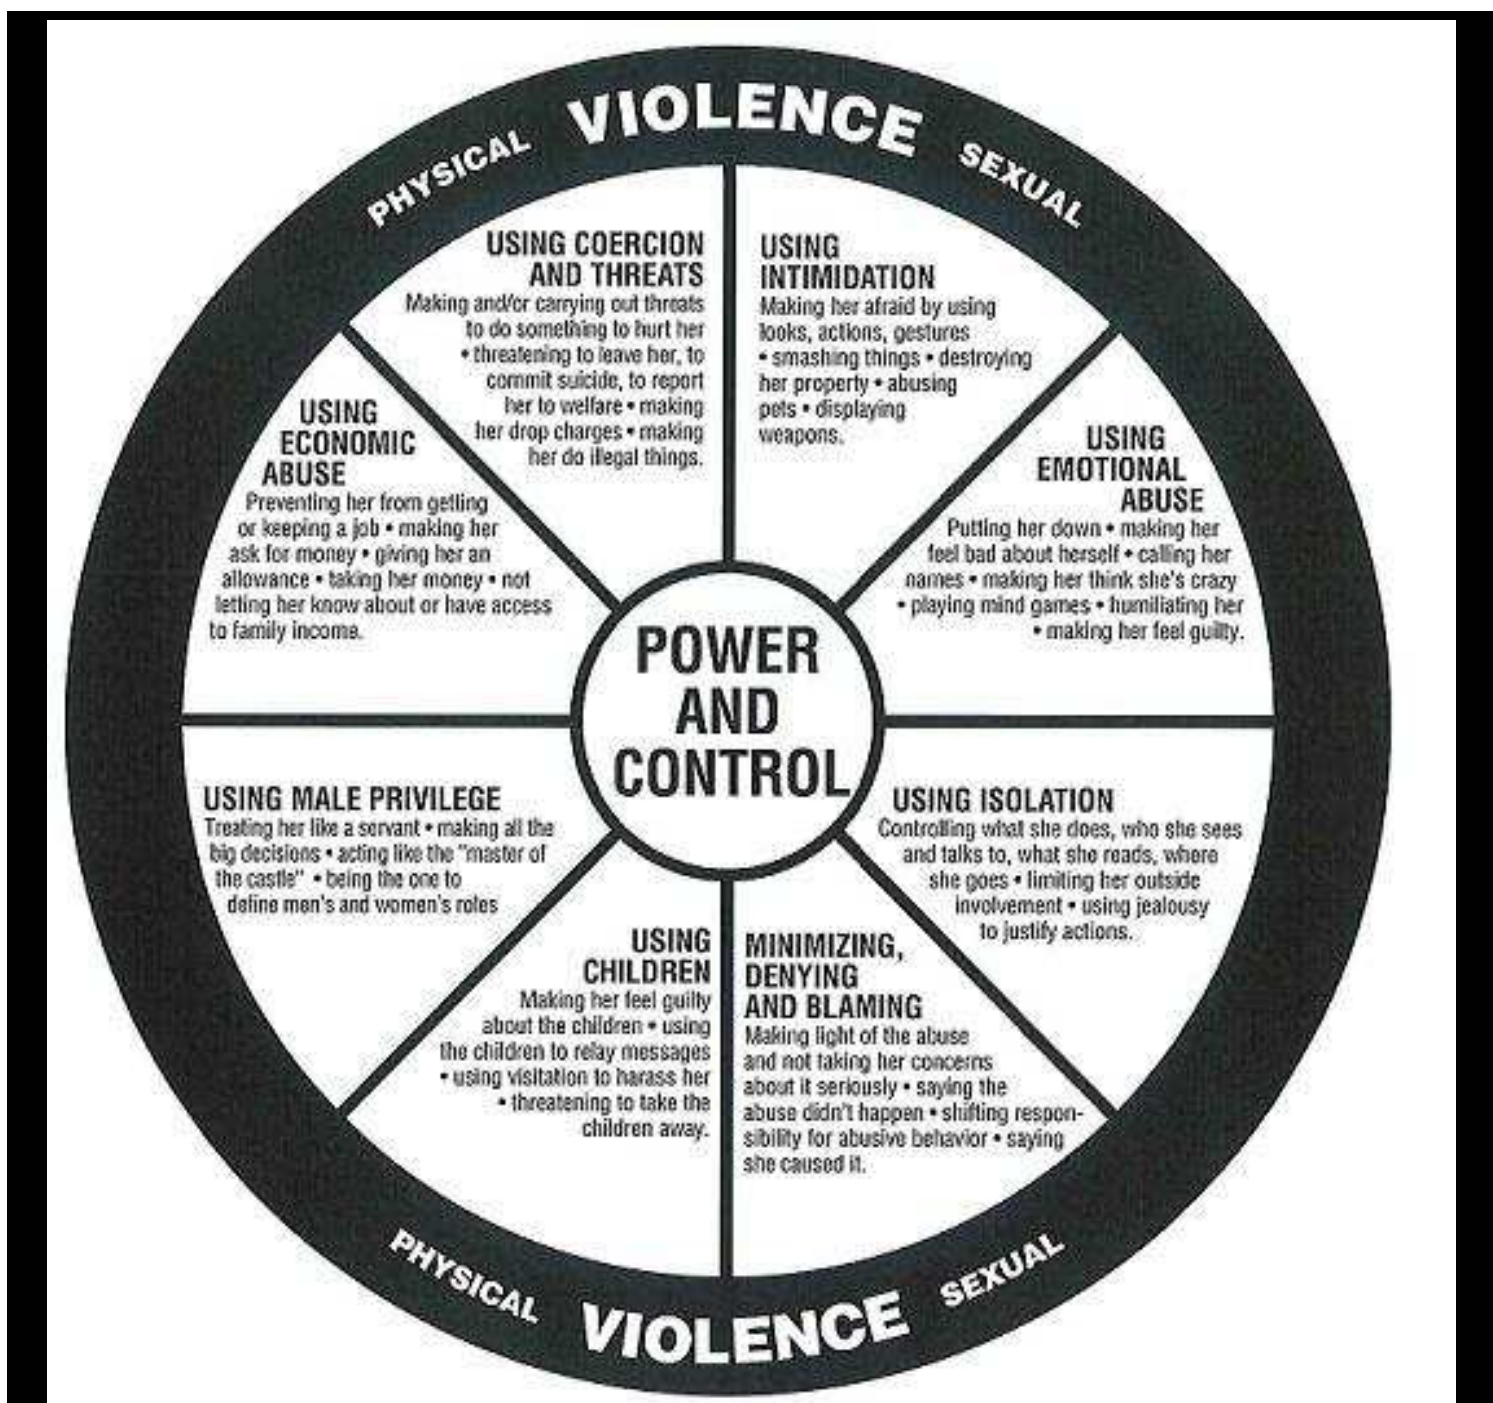 PHYSICAL VIOLENCE SEXUAL
USING COERCION
AND THREATS
Making and/or carrying out threats
to do something to hurt her
• threatening to leave her, to
commit suicide, to report
her to welfare • making
her drop charges • making
her do illegal things.
USING
INTIMIDATION
Making her afraid by using
looks, actions, gestures
• smashing things • destroying
her property • abusing
pets • displaying
weapons.
USING
EMOTIONAL
ABUSE
Putting her down • making her
feel bad about herself • calling her
names • making her think she's crazy
• playing mind games • humiliating her
• making her feel guilty.
USING ISOLATION
Controlling what she does, who she sees
and talks to, what she reads, where
she goes • limiting her outside
involvement • using jealousy
to justify actions.
MINIMIZING,
DENYING
AND BLAMING
Making light of the abuse
and not taking her concerns
about it seriously • saying the
abuse didn't happen • shifting respon-
sibility for abusive behavior • saying
she caused it.
USING
CHILDREN
Making her feel guilty
about the children • using
the children to relay messages
• using visitation to harass her
• threatening to take the
children away.
USING MALE PRIVILEGE
Treating her like a servant • making all the
big decisions • acting like the "master of
the castle" • being the one to
define men's and women's roles
USING
ECONOMIC
ABUSE
Preventing her from getting
or keeping a job • making her
ask for money • giving her an
allowance • taking her money • not
letting her know about or have access
to family income.
POWER
AND
CONTROL
PHYSICAL VIOLENCE SEXUAL